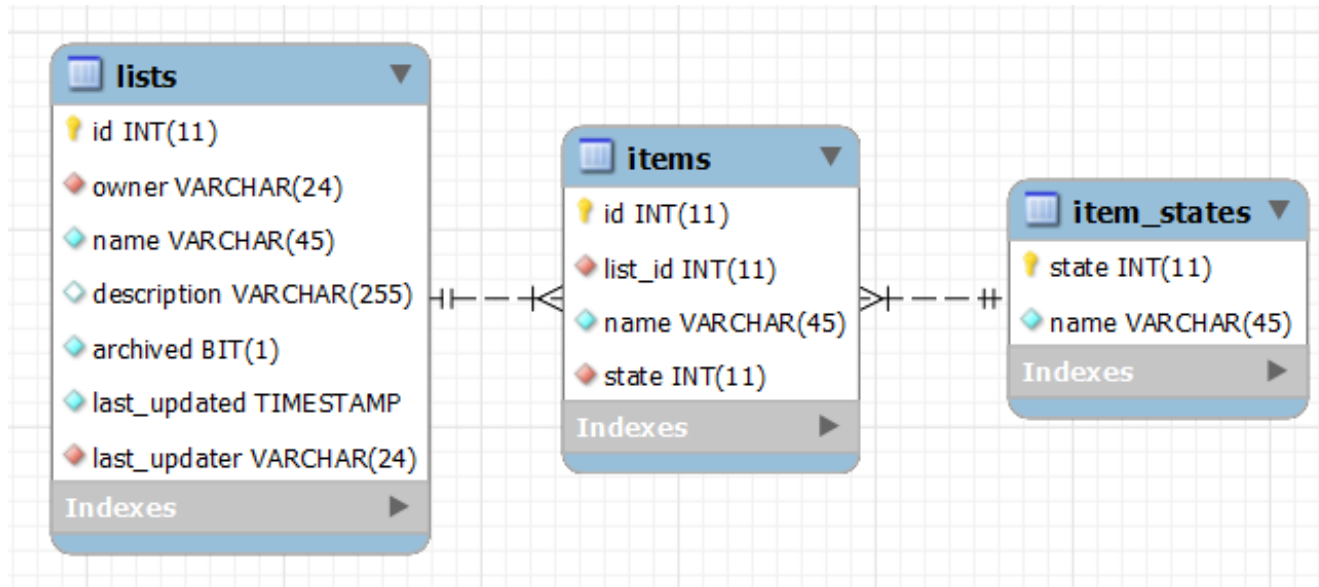 lists
id INT(11)
owner VARCHAR(24)
name VARCHAR(45)
description VARCHAR(255)
archived BIT(1)
last_updated TIMESTAMP
last_updater VARCHAR(24)
Indexes
items
id INT(11)
list_id INT(11)
name VARCHAR(45)
state INT(11)
Indexes
item_states
state INT(11)
name VARCHAR(45)
Indexes